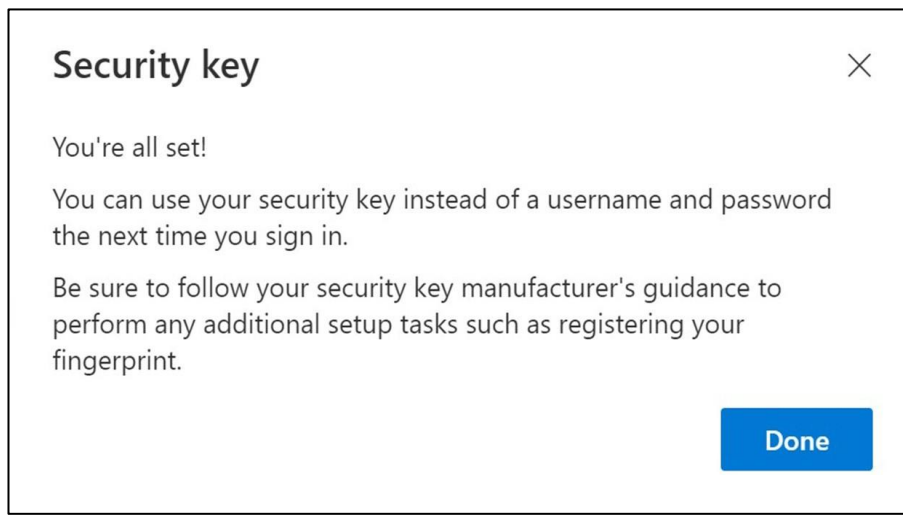 Security key
You're all set!
You can use your security key instead of a username and password
the next time you sign in.
Be sure to follow your security key manufacturer's guidance to
perform any additional setup tasks such as registering your
fingerprint.
Done